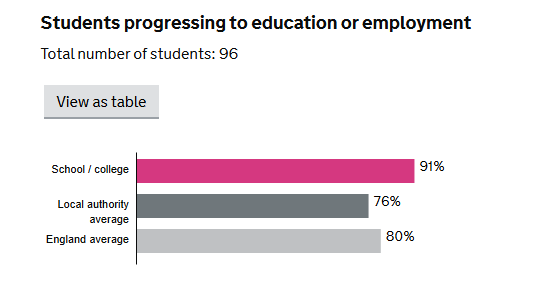 Students progressing to education or employment
Total number of students: 96
View as table
School / college 91%
Local authority
average 76%
England average 80%